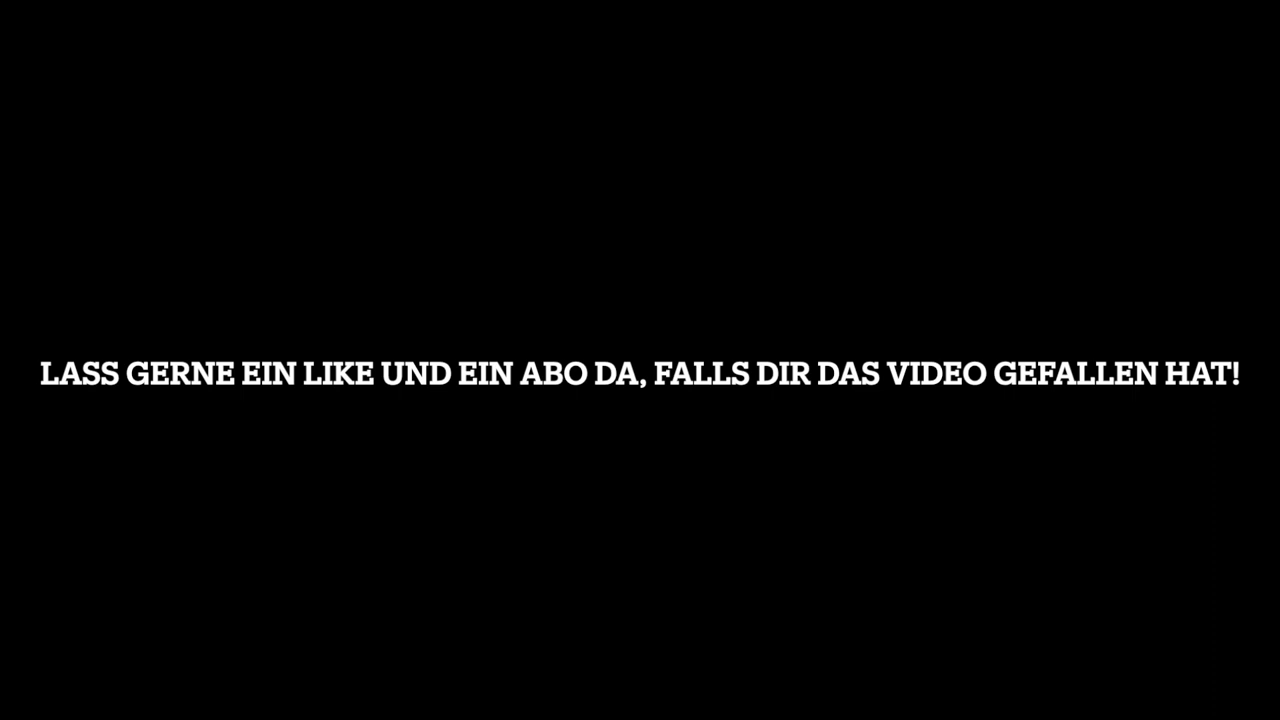 LASS GERNE EIN LIKE UND EIN ABO DA, FALLS DIR DAS VIDEO GEFALLEN HAT!